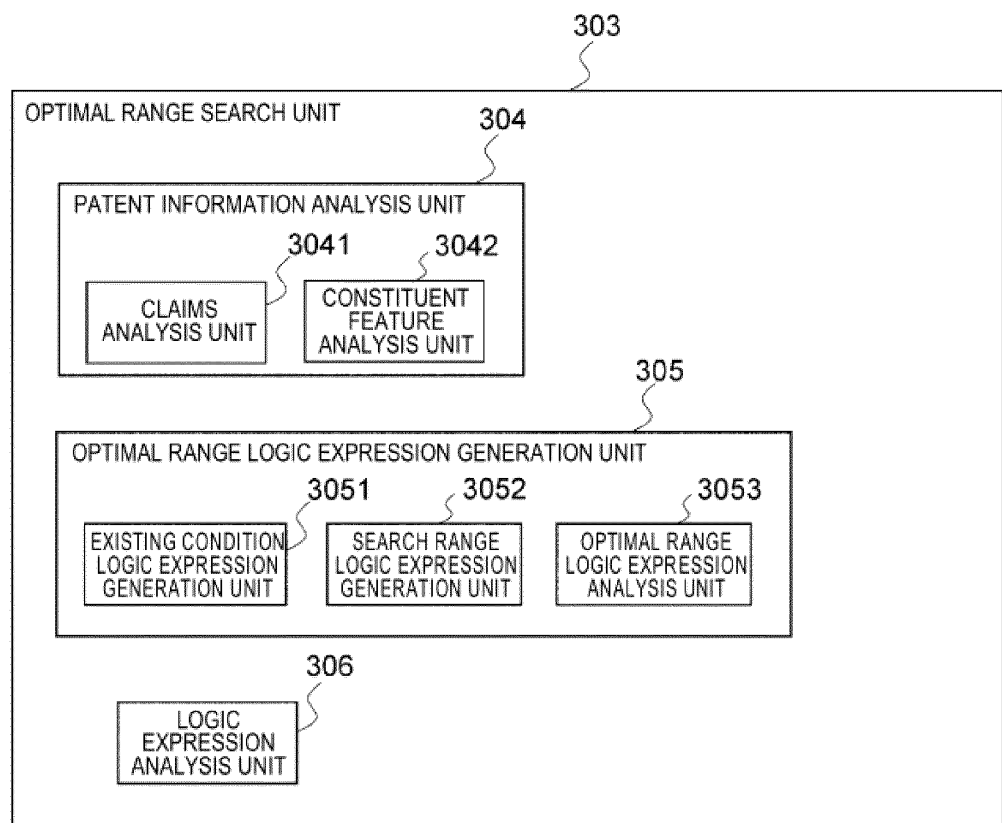 303
OPTIMAL RANGE SEARCH UNIT
304
PATENT INFORMATION ANALYSIS UNIT
3041
3042
CLAIMS
ANALYSIS UNIT
CONSTITUENT
FEATURE
ANALYSIS UNIT
305
OPTIMAL RANGE LOGIC EXPRESSION GENERATION UNIT
3051
3052
3053
EXISTING CONDITION
LOGIC EXPRESSION
GENERATION UNIT
SEARCH RANGE
LOGIC EXPRESSION
GENERATION UNIT
OPTIMAL RANGE
LOGIC EXPRESSION
ANALYSIS UNIT
306
LOGIC
EXPRESSION
ANALYSIS UNIT